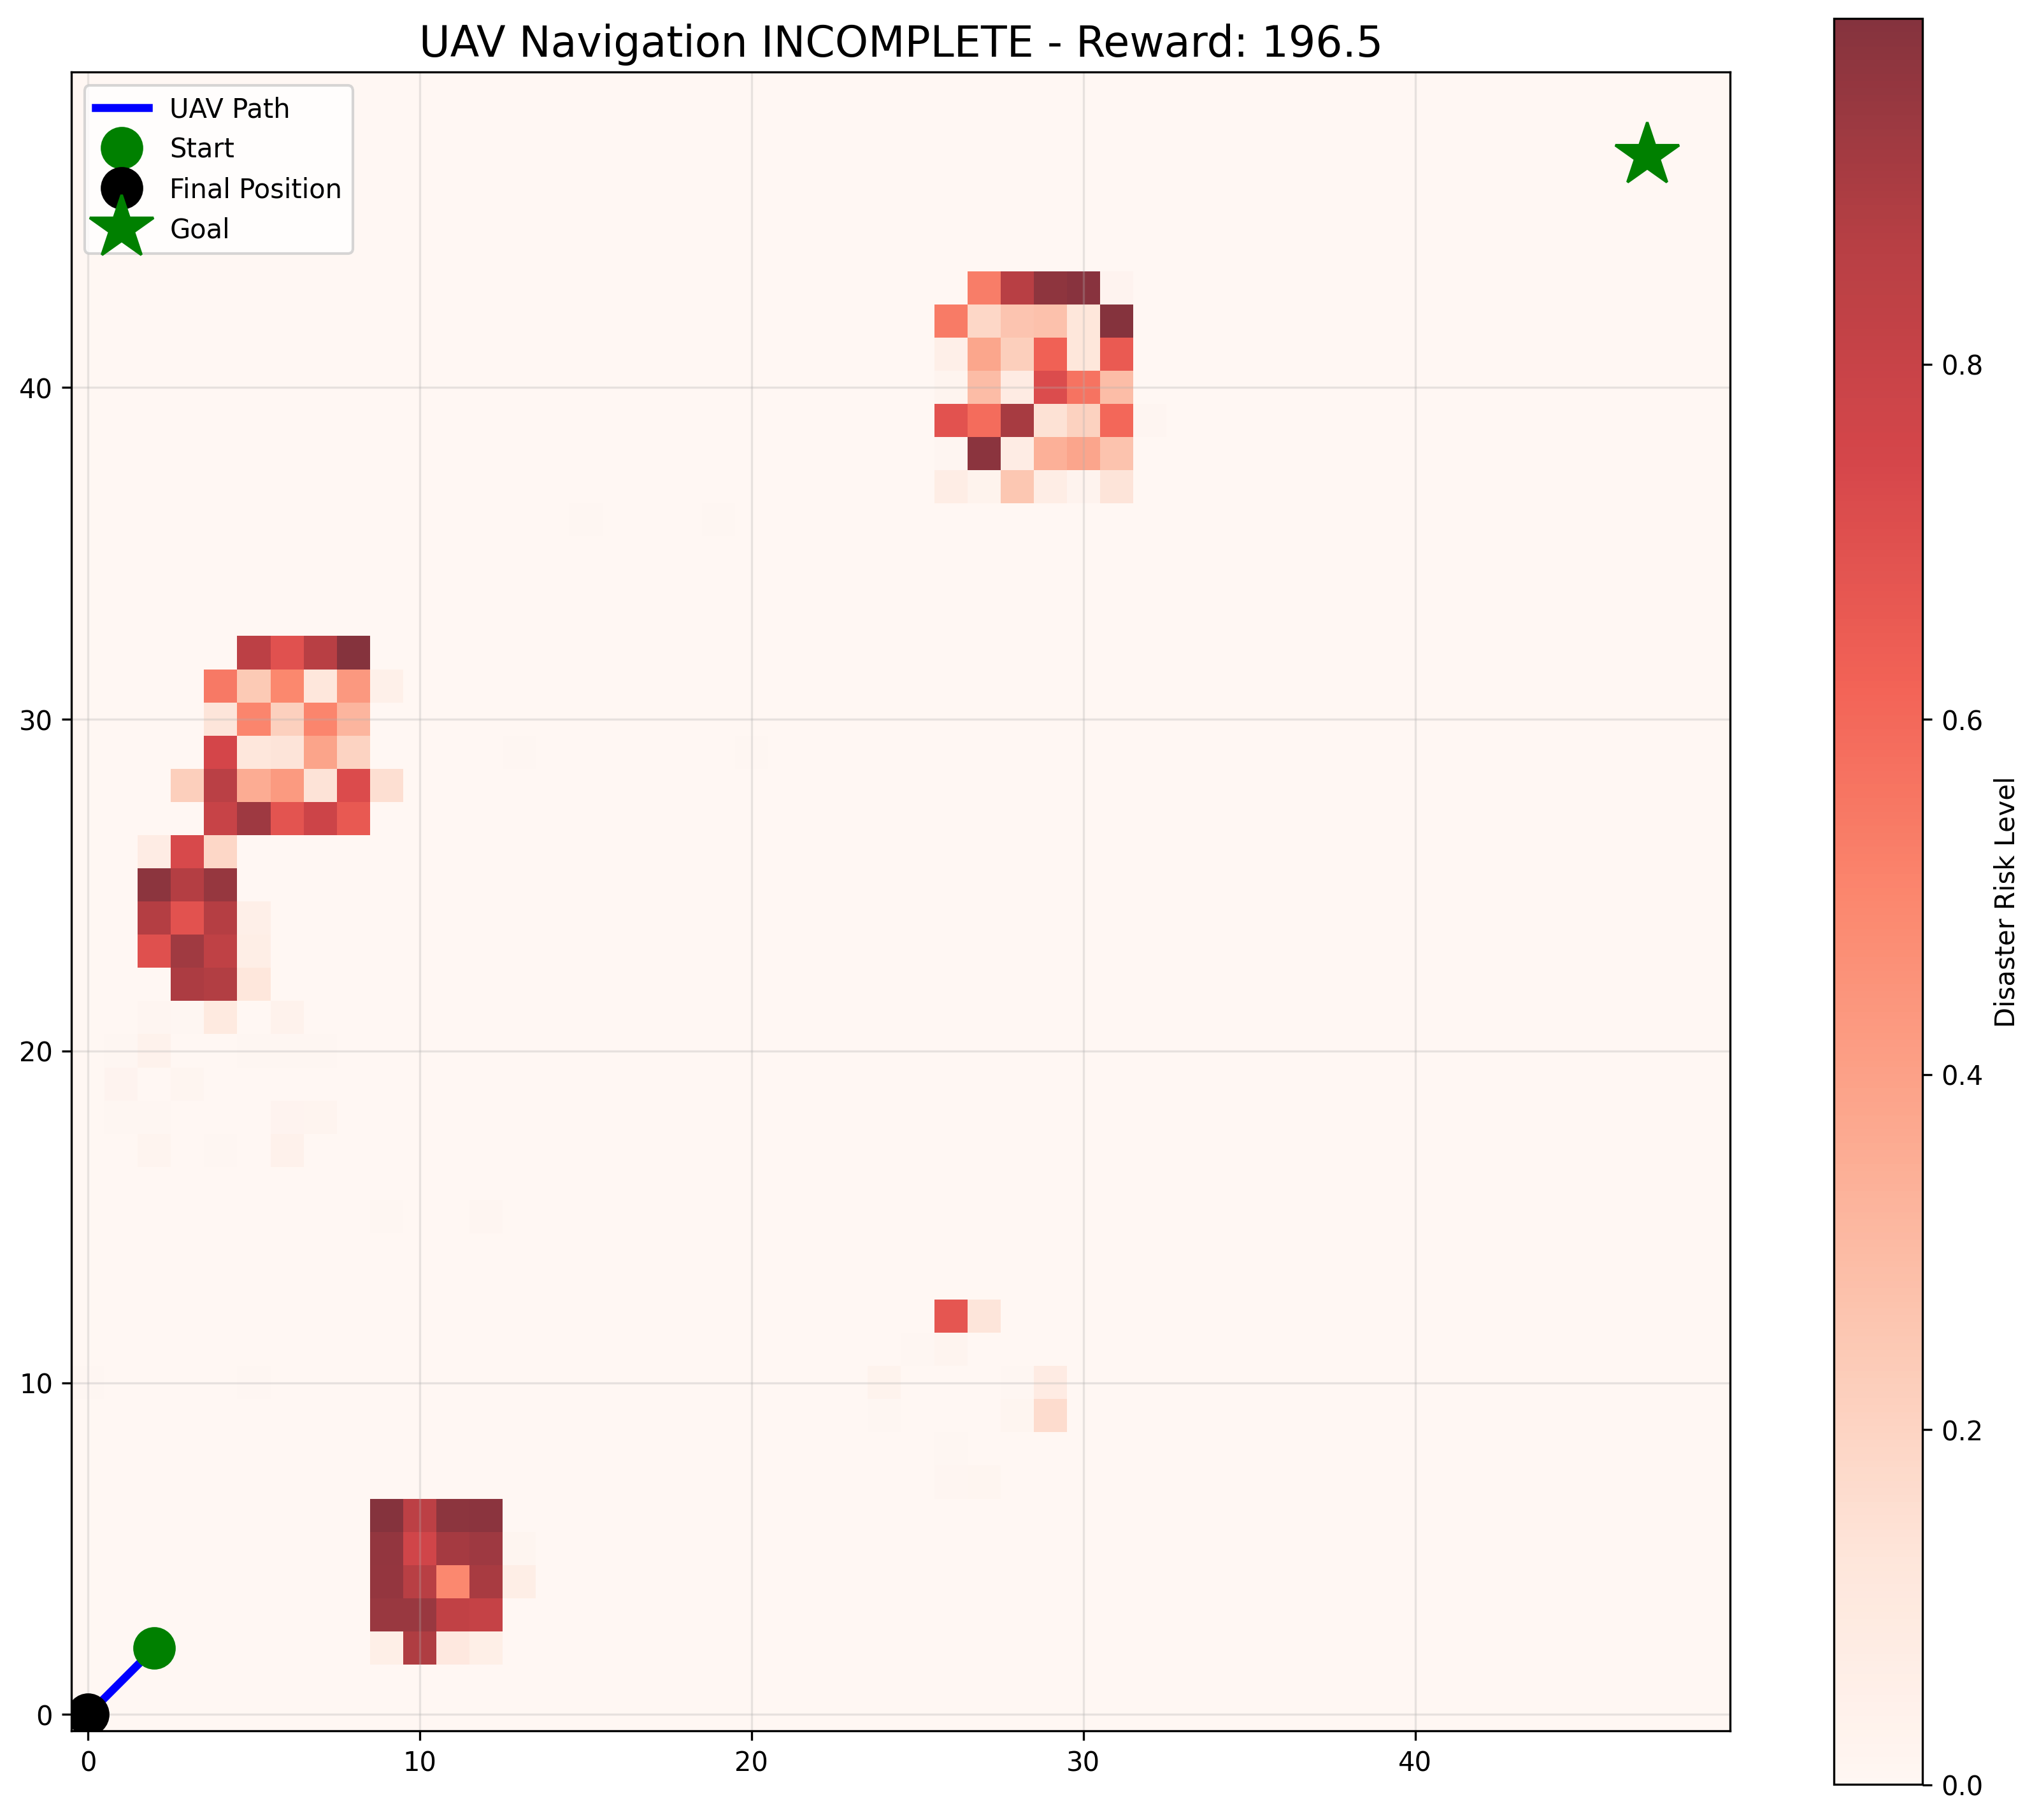 UAV Navigation INCOMPLETE - Reward: 196.5
UAV Path
Start
Final Position
Goal
40
30
20
10
0
0 10 20 30 40
0.8
0.6
0.4
0.2
0.0
Disaster Risk Level